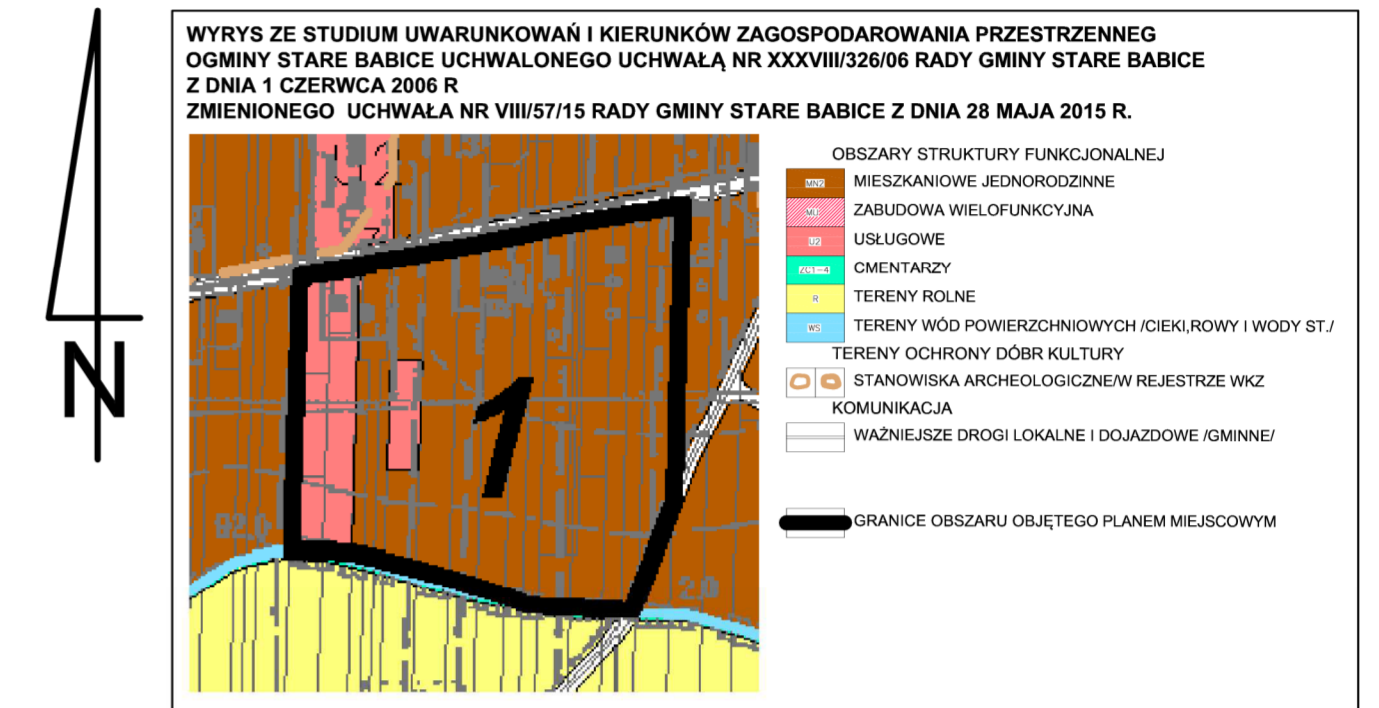 WYRYS ZE STUDIUM UWARUNKOWAŃ I KIERUNKÓW ZAGOSPODAROWANIA PRZESTRZENNEG
OGMINY STARE BABICE UCHWALONEGO UCHWAŁĄ NR XXXVIII/326/06 RADY GMINY STARE BABICE
Z DNIA 1 CZERWCA 2006 R
ZMIENIONEGO UCHWAŁA NR VIII/57/15 RADY GMINY STARE BABICE Z DNIA 28 MAJA 2015 R.
OBSZARY STRUKTURY FUNKCJONALNEJ
MN2 MIESZKANIOWE JEDNORODZINNE
MU ZABUDOWA WIELOFUNKCYJNA
U2 USŁUGOWE
ZC1-4 CMENTARZY
R TERENY ROLNE
WS TERENY WÓD POWIERZCHNIOWYCH /CIEKI,ROWY I WODY ST./
TERENY OCHRONY DÓBR KULTURY
STANOWISKA ARCHEOLOGICZNE/W REJESTRZE WKZ
KOMUNIKACJA
WAŻNIEJSZE DROGI LOKALNE I DOJAZDOWE /GMINNE/
GRANICE OBSZARU OBJĘTEGO PLANEM MIEJSCOWYM
N
1
92,0